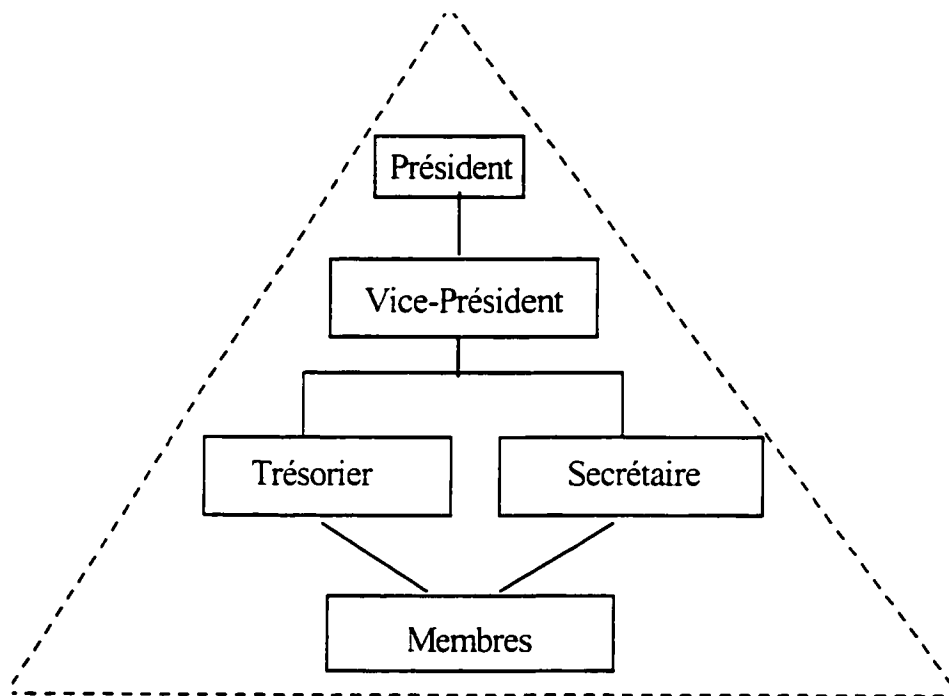 Président
Vice-Président
Trésorier
Secrétaire
Membres